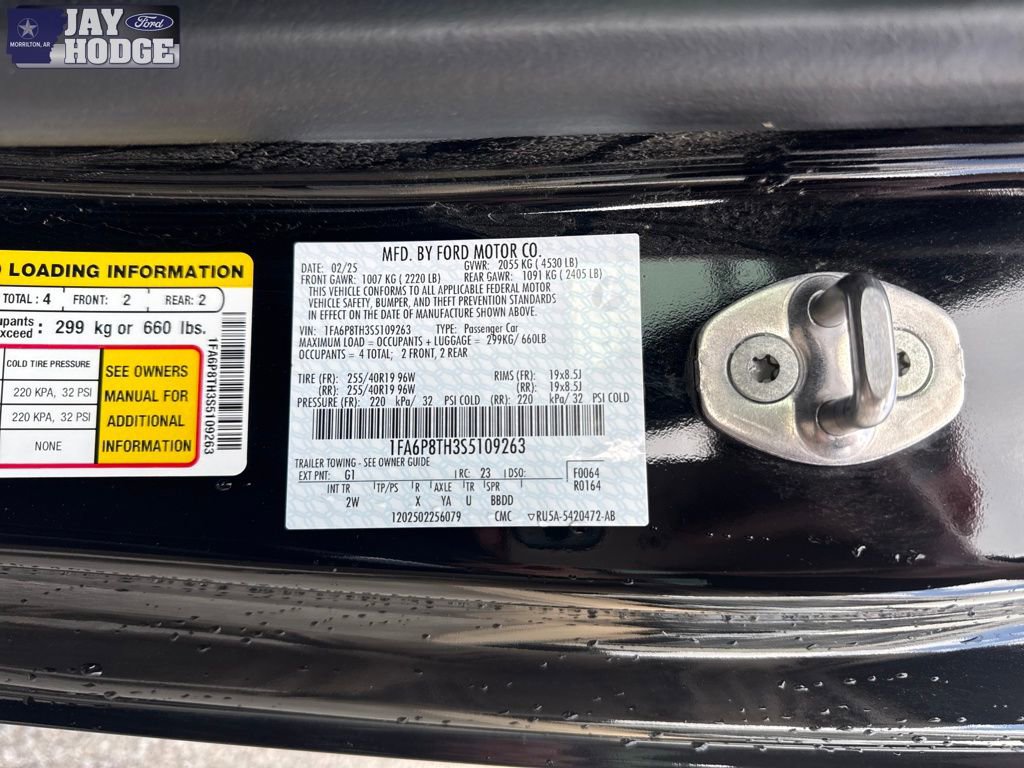 MORRILTON, AR
JAY
Ford
HODGE
LOADING INFORMATION
TOTAL : 4 FRONT: 2 REAR: 2
299 kg or 660 lbs.
COLD TIRE PRESSURE
220 KPA, 32 PSI
220 KPA, 32 PSI
NONE
SEE OWNERS
MANUAL FOR
ADDITIONAL
INFORMATION
1FA6P8TH3S5109263
MFD. BY FORD MOTOR CO.
DATE: 02/25 GVWR: 2055 KG ( 4530 LB)
FRONT GAWR: 1007 KG ( 2220 LB) REAR GAWR: 1091 KG ( 2405 LB)
THIS VEHICLE CONFORMS TO ALL APPLICABLE FEDERAL MOTOR
VEHICLE SAFETY, BUMPER, AND THEFT PREVENTION STANDARDS
IN EFFECT ON THE DATE OF MANUFACTURE SHOWN ABOVE.
VIN: 1FA6P8TH3S5109263 TYPE: Passenger Car
MAXIMUM LOAD = OCCUPANTS + LUGGAGE = 299KG/660LB
OCCUPANTS = 4 TOTAL; 2 FRONT, 2 REAR
TIRE (FR): 255/40R19 96W RIMS (FR): 19x8.5J
(RR): 255/40R19 96W (RR): 19x8.5J
PRESSURE (FR): 220 kPa/ 32 PSI COLD (RR): 220 kPa/ 32 PSI COLD
1FA6P8TH3S5109263
TRAILER TOWING - SEE OWNER GUIDE
EXT PNT: G1 RC: 23 DSO: F0064
R0164
INT TR TP/PS R AXLE TR SPR
2W X YA U BBDD
1202502256079 CMC RU5A-5420472-AB